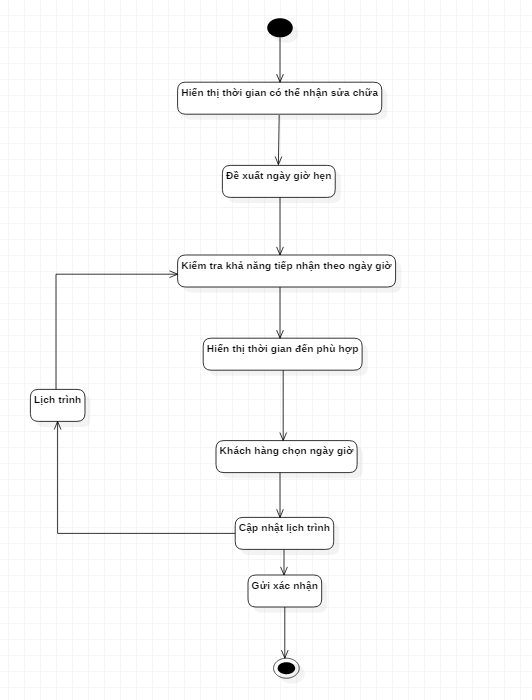 Hiển thị thời gian có thể nhận sửa chữa
Đề xuất ngày giờ hẹn
Kiểm tra khả năng tiếp nhận theo ngày giờ
Hiển thị thời gian đến phù hợp
Lịch trình
Khách hàng chọn ngày giờ
Cập nhật lịch trình
Gửi xác nhận